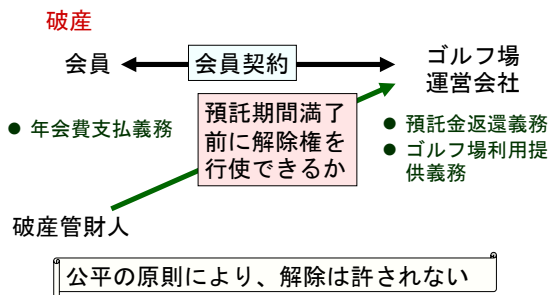 破産
会員
会員契約
ゴルフ場
運営会社
● 年会費支払義務
預託期間満了
前に解除権を
行使できるか
● 預託金返還義務
● ゴルフ場利用提
供義務
破産管財人
公平の原則により、解除は許されない